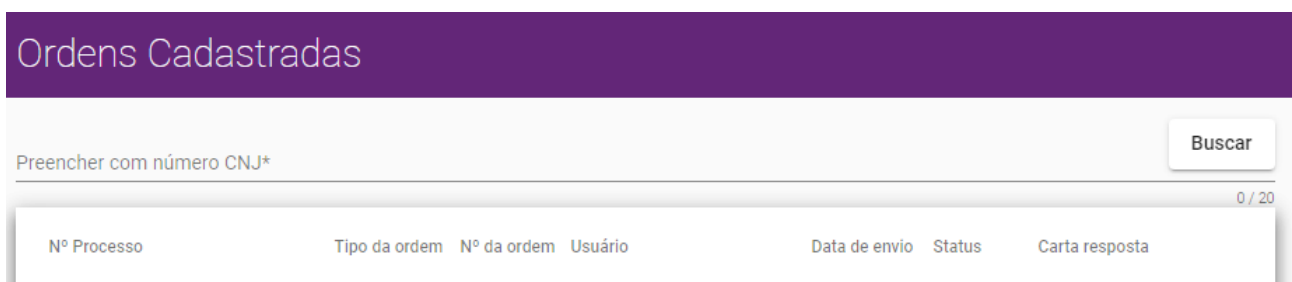 Ordens Cadastradas
Buscar
Preencher com número CNJ*
0 / 20
Nº Processo Tipo da ordem Nº da ordem Usuário Data de envio Status Carta resposta